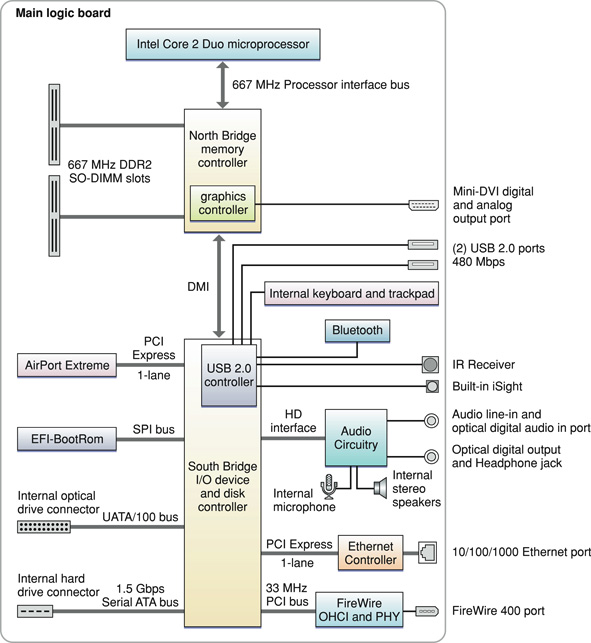 Main logic board
Intel Core 2 Duo microprocessor
667 MHz Processor interface bus
North Bridge
memory
controller
667 MHz DDR2
SO-DIMM slots
graphics
controller
Mini-DVI digital
and analog
output port
(2) USB 2.0 ports
480 Mbps
DMI
Internal keyboard and trackpad
Bluetooth
PCI
Express
1-lane
AirPort Extreme
USB 2.0
controller
IR Receiver
Built-in iSight
HD
interface
Audio
Circuitry
Audio line-in and
optical digital audio in port
Optical digital output
and Headphone jack
SPI bus
EFI-BootRom
South Bridge
I/O device
and disk
controller
Internal
microphone
Internal
stereo
speakers
Internal optical
drive connector
UATA/100 bus
PCI Express
1-lane
Ethernet
Controller
10/100/1000 Ethernet port
Internal hard
drive connector
1.5 Gbps
Serial ATA bus
33 MHz
PCI bus
FireWire
OHCI and PHY
FireWire 400 port